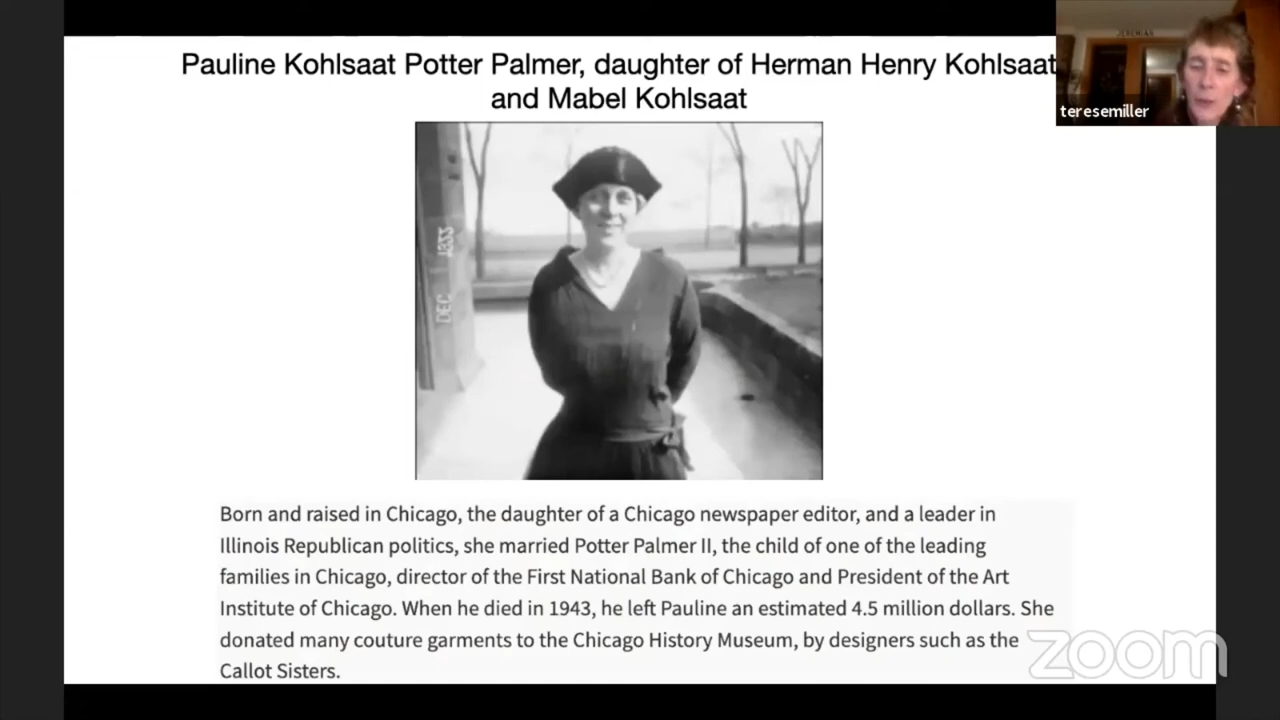 Pauline Kohlsaat Potter Palmer, daughter of Herman Henry Kohlsaat
and Mabel Kohlsaat
JEREMIAH
teresemiller
DEC 1922
Born and raised in Chicago, the daughter of a Chicago newspaper editor, and a leader in
Illinois Republican politics, she married Potter Palmer II, the child of one of the leading
families in Chicago, director of the First National Bank of Chicago and President of the Art
Institute of Chicago. When he died in 1943, he left Pauline an estimated 4.5 million dollars. She
donated many couture garments to the Chicago History Museum, by designers such as the
Callot Sisters.
zoom